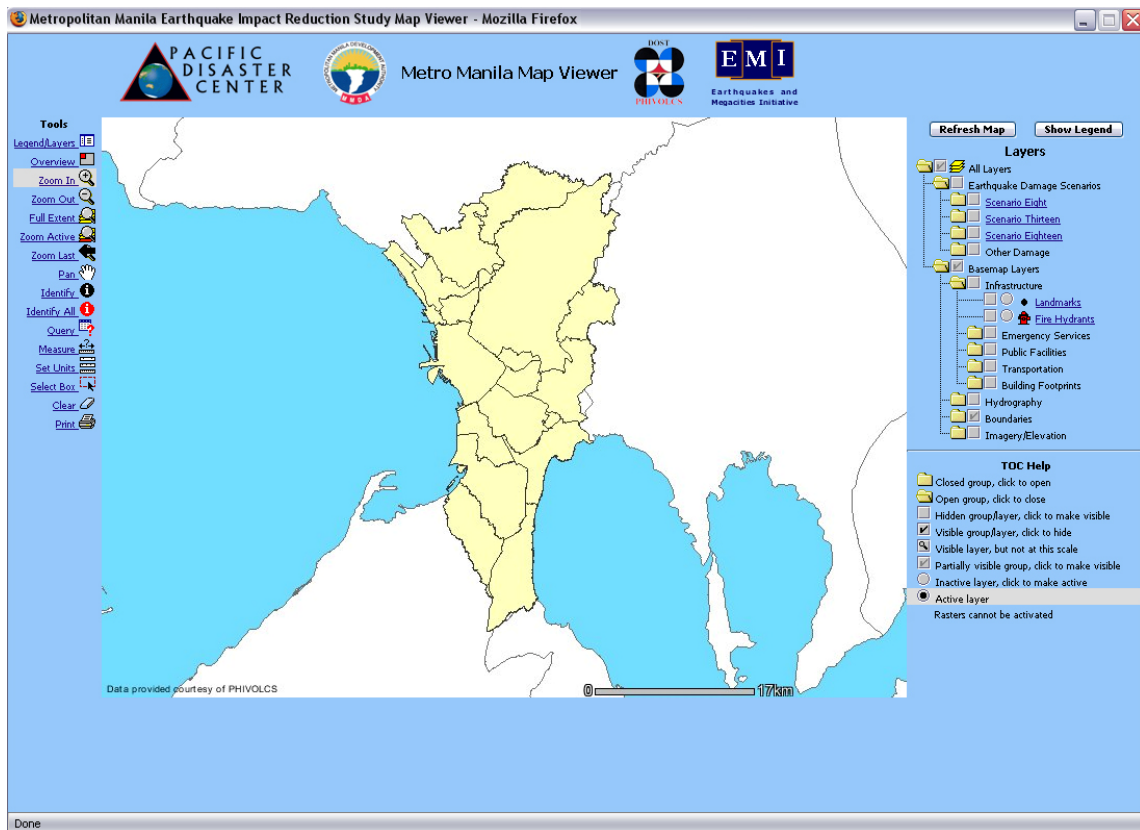 Metropolitan Manila Earthquake Impact Reduction Study Map Viewer - Mozilla Firefox
PACIFIC
DISASTER
CENTER
METROPOLITAN MANILA DEVELOPMENT AUTHORITY
MMDA
Metro Manila Map Viewer
DOST
PHIVOLCS
EMI
Earthquakes and
Megacities Initiative
Tools
Legend/Layers
Overview
Zoom In
Zoom Out
Full Extent
Zoom Active
Zoom Last
Pan
Identify
Identify All
Query
Measure
Set Units
Select Box
Clear
Print
Data provided courtesy of PHIVOLCS
0 17km
Refresh Map Show Legend
Layers
All Layers
Earthquake Damage Scenarios
Scenario Eight
Scenario Thirteen
Scenario Eighteen
Other Damage
Basemap Layers
Infrastructure
Landmarks
Fire Hydrants
Emergency Services
Public Facilities
Transportation
Building Footprints
Hydrography
Boundaries
Imagery/Elevation
TOC Help
Closed group, click to open
Open group, click to close
Hidden group/layer, click to make visible
Visible group/layer, click to hide
Visible layer, but not at this scale
Partially visible group, click to make visible
Inactive layer, click to make active
Active layer
Rasters cannot be activated
Done